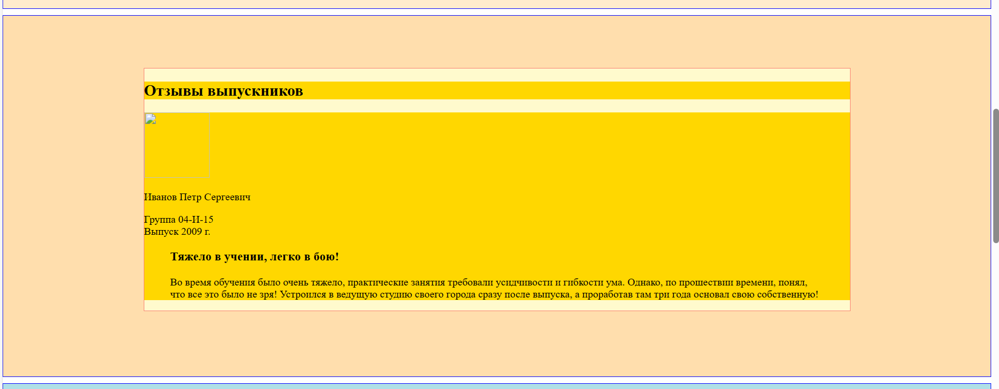 Отзывы выпускников
Иванов Петр Сергеевич
Группа 04-И-15
Выпуск 2009 г.
Тяжело в учении, легко в бою!
Во время обучения было очень тяжело, практические занятия требовали усидчивости и гибкости ума. Однако, по прошествии времени, понял,
что все это было не зря! Устроился в ведущую студию своего города сразу после выпуска, а проработав там три года основал свою собственную!